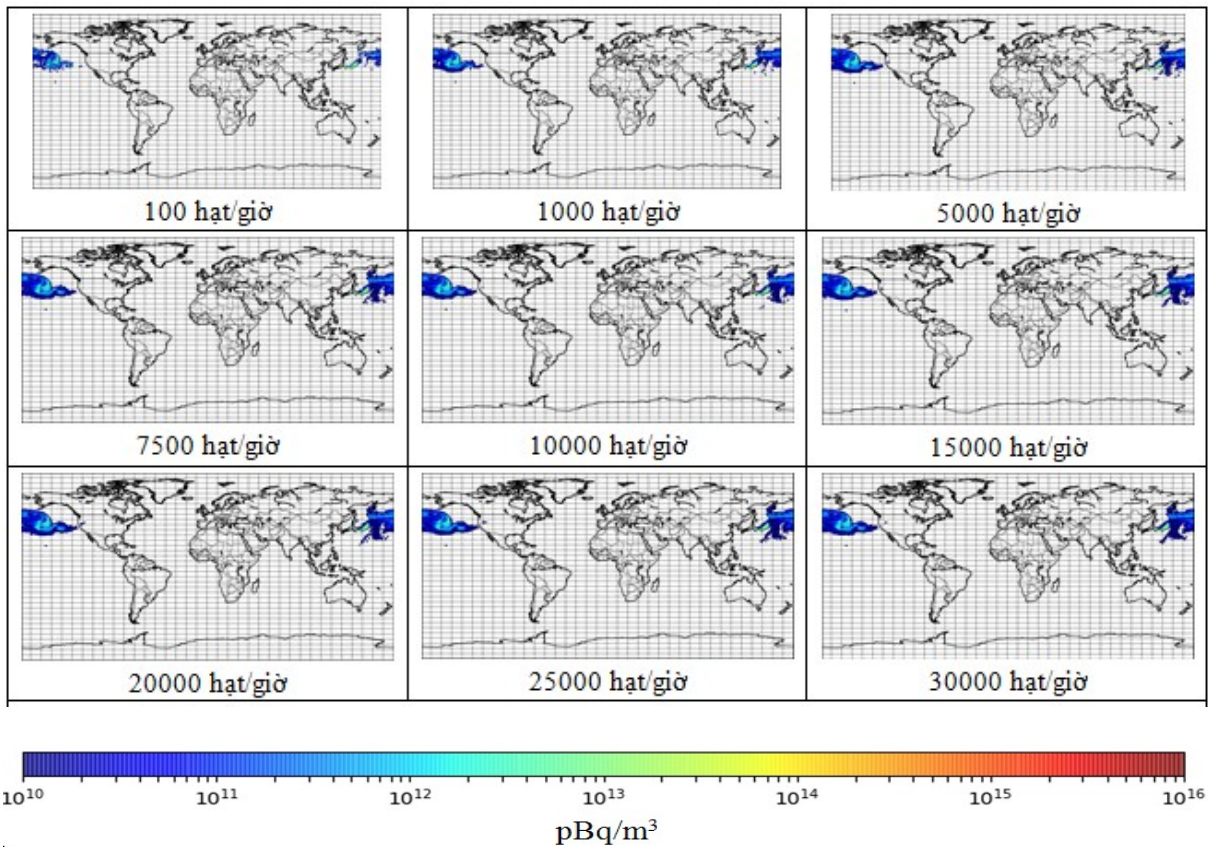 100 hạt/giờ
1000 hạt/giờ
5000 hạt/giờ
7500 hạt/giờ
10000 hạt/giờ
15000 hạt/giờ
20000 hạt/giờ
25000 hạt/giờ
30000 hạt/giờ
10¹⁰ 10¹¹ 10¹² 10¹³ 10¹⁴ 10¹⁵ 10¹⁶
pBq/m³